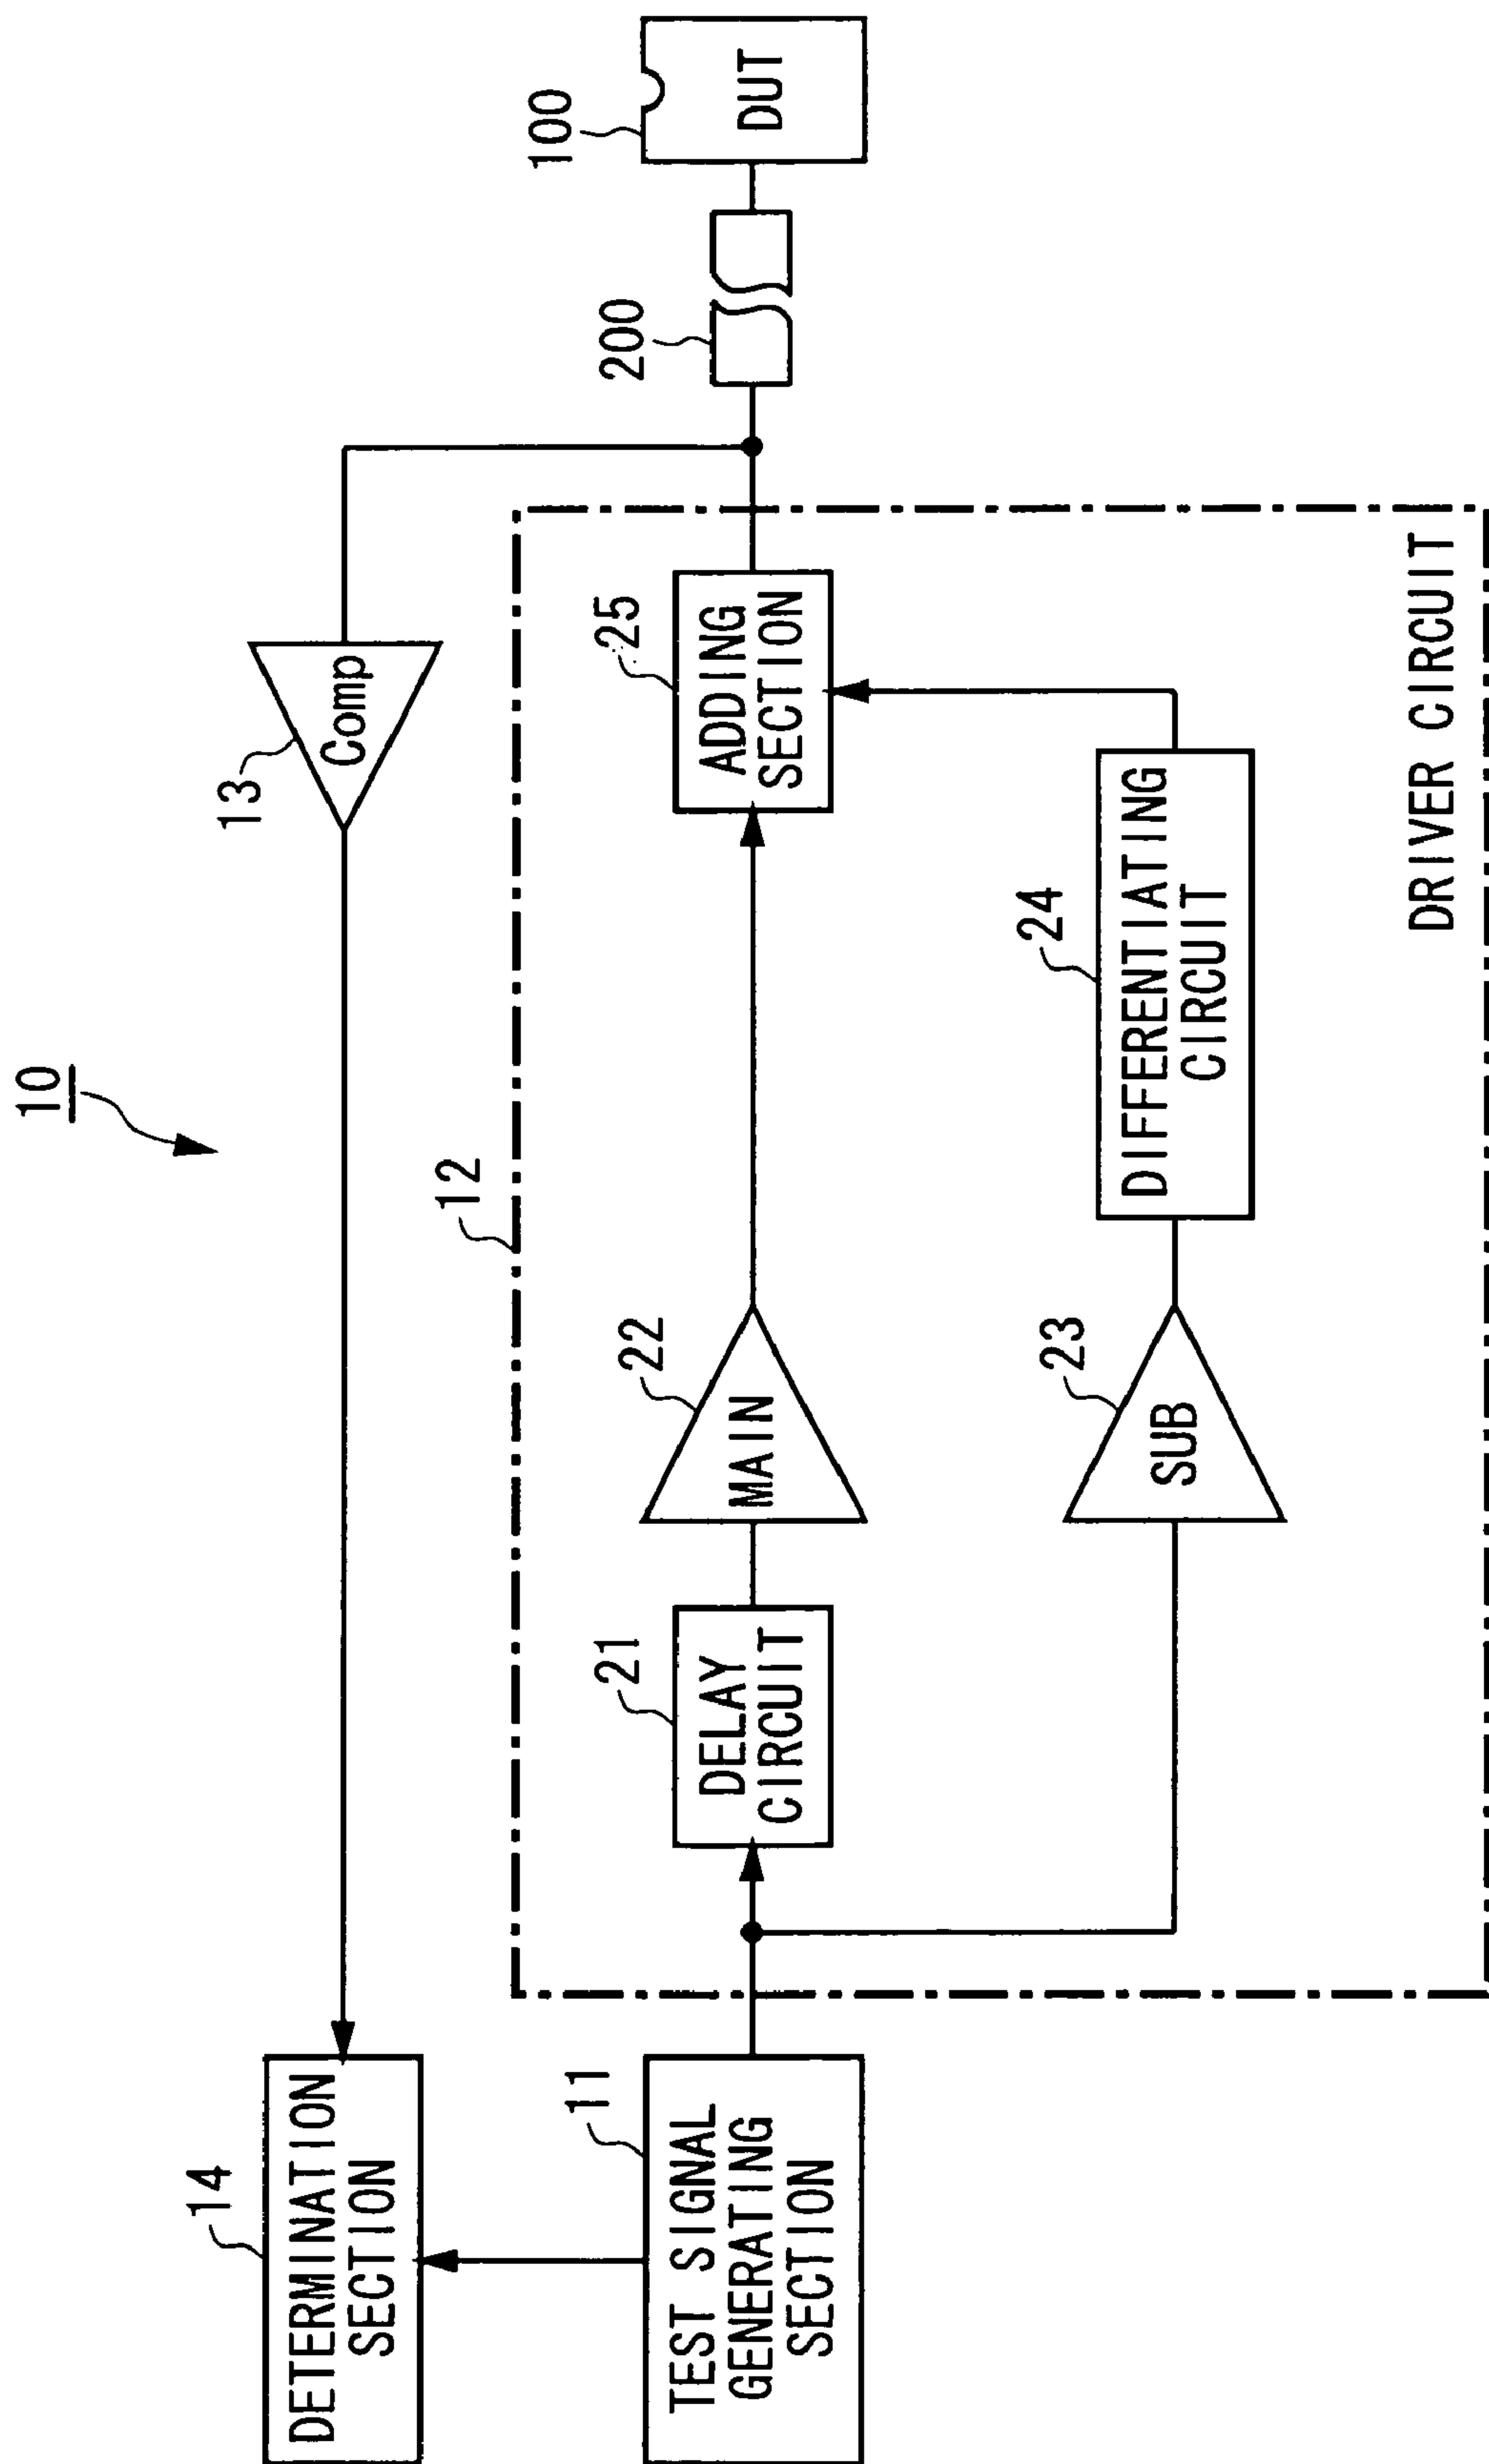 10
14
DETERMINATION
SECTION
13
Comp
11
TEST SIGNAL
GENERATING
SECTION
12
21
DELAY
CIRCUIT
22
MAIN
25
ADDING
SECTION
200
100
DUT
23
SUB
24
DIFFERENTIATING
CIRCUIT
DRIVER CIRCUIT